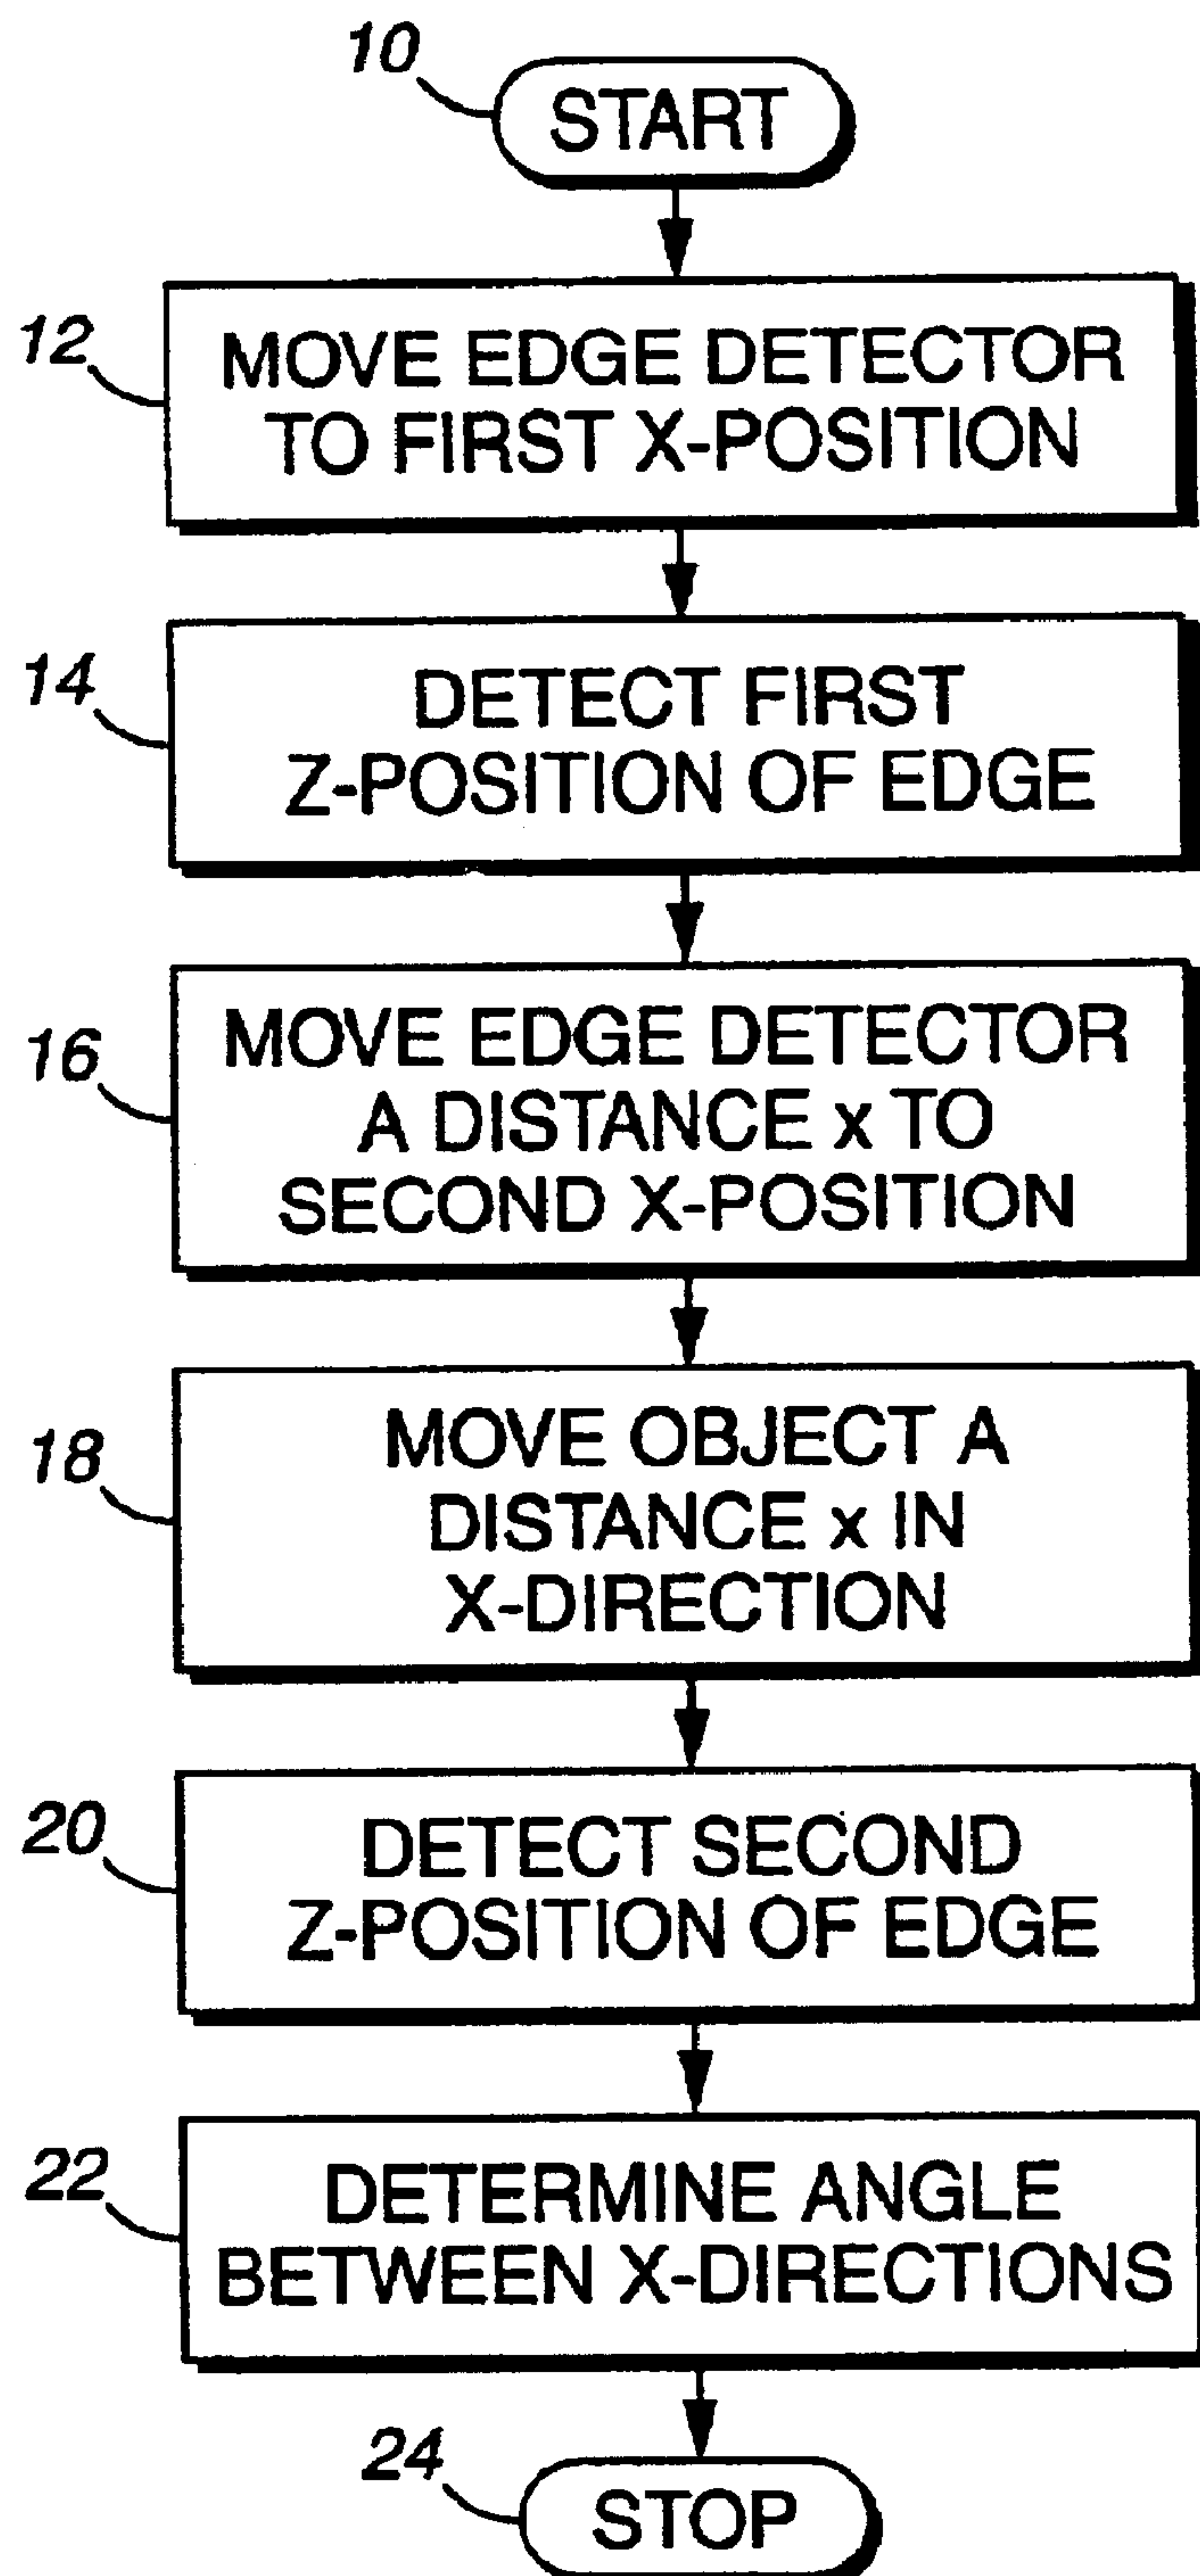 10
START
12
MOVE EDGE DETECTOR
TO FIRST X-POSITION
14
DETECT FIRST
Z-POSITION OF EDGE
16
MOVE EDGE DETECTOR
A DISTANCE x TO
SECOND X-POSITION
18
MOVE OBJECT A
DISTANCE x IN
X-DIRECTION
20
DETECT SECOND
Z-POSITION OF EDGE
22
DETERMINE ANGLE
BETWEEN X-DIRECTIONS
24
STOP